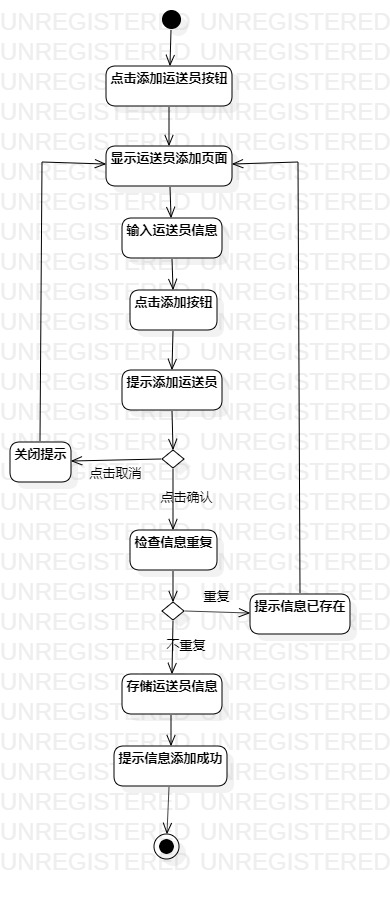 点击添加运送员按钮
显示运送员添加页面
输入运送员信息
点击添加按钮
提示添加运送员
关闭提示
点击取消
点击确认
检查信息重复
重复
提示信息已存在
不重复
存储运送员信息
提示信息添加成功
UNREGISTERED